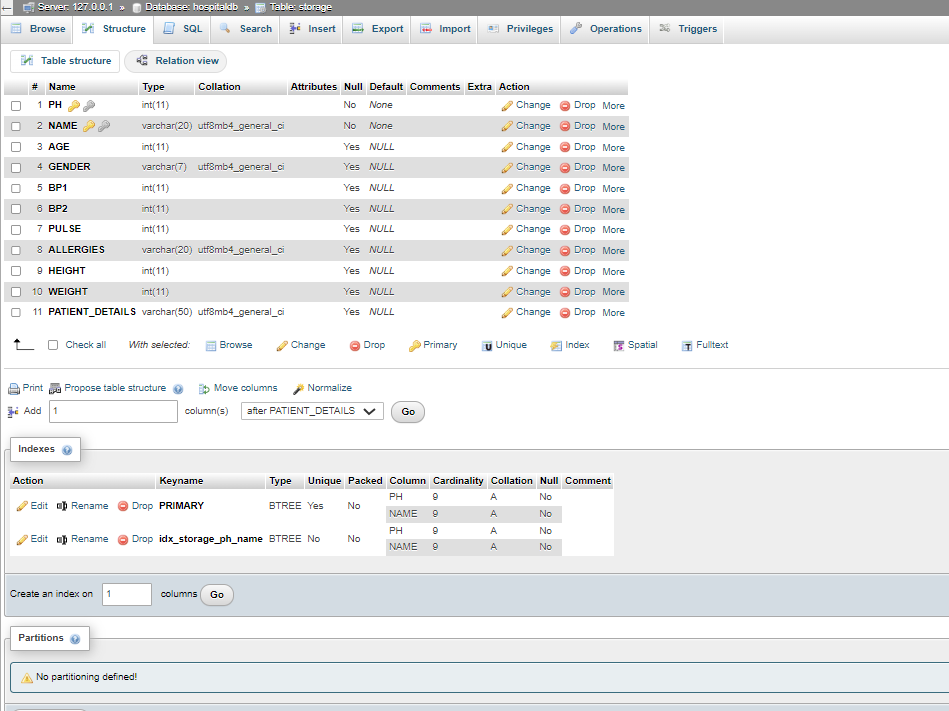 Server: 127.0.0.1 » Database: hospitaldb » Table: storage
Browse Structure SQL Search Insert Export Import Privileges Operations Triggers
Table structure Relation view
# Name Type Collation Attributes Null Default Comments Extra Action
1 PH int(11) No None Change Drop More
2 NAME varchar(20) utf8mb4_general_ci No None Change Drop More
3 AGE int(11) Yes NULL Change Drop More
4 GENDER varchar(7) utf8mb4_general_ci Yes NULL Change Drop More
5 BP1 int(11) Yes NULL Change Drop More
6 BP2 int(11) Yes NULL Change Drop More
7 PULSE int(11) Yes NULL Change Drop More
8 ALLERGIES varchar(20) utf8mb4_general_ci Yes NULL Change Drop More
9 HEIGHT int(11) Yes NULL Change Drop More
10 WEIGHT int(11) Yes NULL Change Drop More
11 PATIENT_DETAILS varchar(50) utf8mb4_general_ci Yes NULL Change Drop More
Check all With selected: Browse Change Drop Primary Unique Index Spatial Fulltext
Print Propose table structure Move columns Normalize
Add 1 column(s) after PATIENT_DETAILS Go
Indexes
Action Keyname Type Unique Packed Column Cardinality Collation Null Comment
Edit Rename Drop PRIMARY BTREE Yes No PH 9 A No
NAME 9 A No
Edit Rename Drop idx_storage_ph_name BTREE No No PH 9 A No
NAME 9 A No
Create an index on 1 columns Go
Partitions
No partitioning defined!